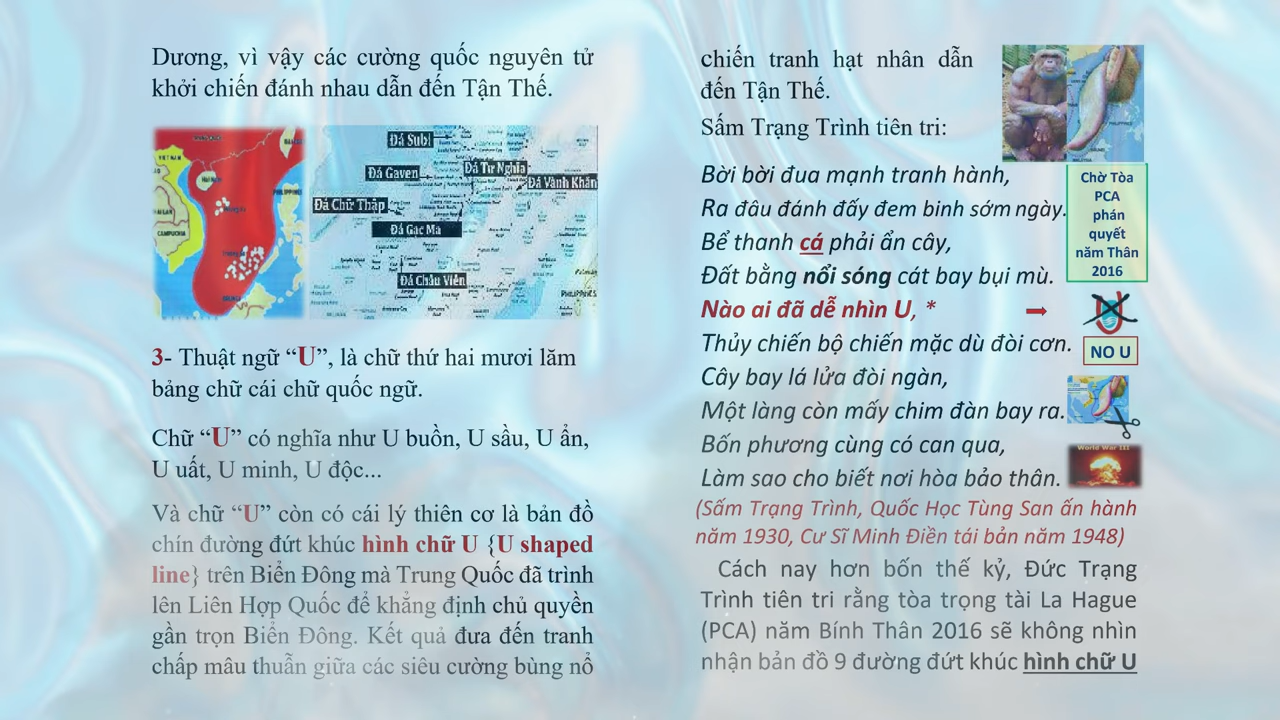 Dương, vì vậy các cường quốc nguyên tử
khởi chiến đánh nhau dẫn đến Tận Thế.
VIỆT NAM
PHILIPPINES
CAMPUCHIA
Đá Subi
Đá Gaven
Đá Tư Nghĩa
Đá Vành Khăn
Đá Chữ Thập
Đá Gạc Ma
Đá Châu Viên
3- Thuật ngữ “U”, là chữ thứ hai mươi lăm
bảng chữ cái chữ quốc ngữ.
Chữ “U” có nghĩa như U buồn, U sầu, U ẩn,
U uất, U minh, U độc...
Và chữ “U” còn có cái lý thiên cơ là bản đồ
chín đường đứt khúc hình chữ U {U shaped
line} trên Biển Đông mà Trung Quốc đã trình
lên Liên Hợp Quốc để khẳng định chủ quyền
gần trọn Biển Đông. Kết quả đưa đến tranh
chấp mâu thuẫn giữa các siêu cường bùng nổ
chiến tranh hạt nhân dẫn
đến Tận Thế.
Sấm Trạng Trình tiên tri:
Bời bời đua mạnh tranh hành,
Ra đâu đánh đấy đem binh sớm ngày.
Bể thanh cá phải ẩn cây,
Đất bằng nổi sóng cát bay bụi mù.
Nào ai đã dễ nhìn U, *
Thủy chiến bộ chiến mặc dù đòi cơn.
Cây bay lá lửa đòi ngàn,
Một làng còn mấy chim đàn bay ra.
Bốn phương cùng có can qua,
Làm sao cho biết nơi hòa bảo thân.
Chờ Tòa
PCA
phán
quyết
năm Thân
2016
NO U
World War III
(Sấm Trạng Trình, Quốc Học Tùng San ấn hành
năm 1930, Cư Sĩ Minh Điền tái bản năm 1948)
Cách nay hơn bốn thế kỷ, Đức Trạng
Trình tiên tri rằng tòa trọng tài La Hague
(PCA) năm Bính Thân 2016 sẽ không nhìn
nhận bản đồ 9 đường đứt khúc hình chữ U